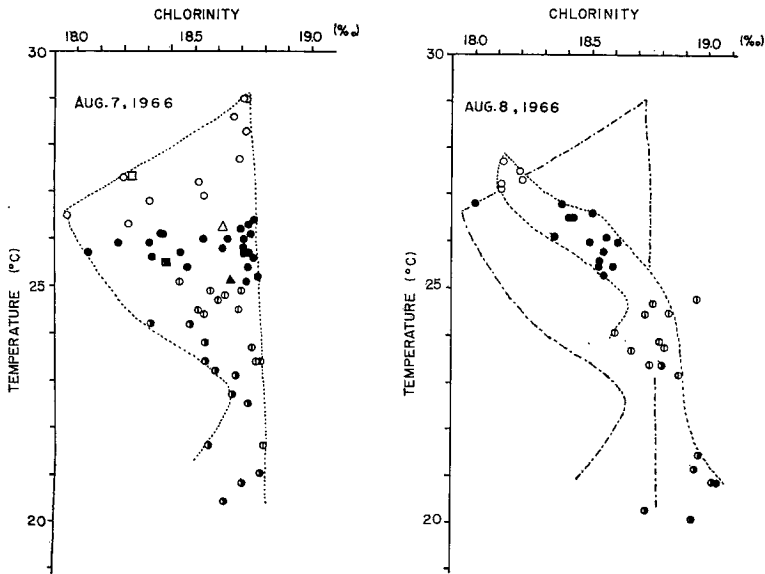 CHLORINITY
18.0 18.5 19.0 (‰)
30
AUG. 7, 1966
TEMPERATURE (°C)
25
20
CHLORINITY
18.0 18.5 19.0 (‰)
30
AUG. 8, 1966
TEMPERATURE (°C)
25
20